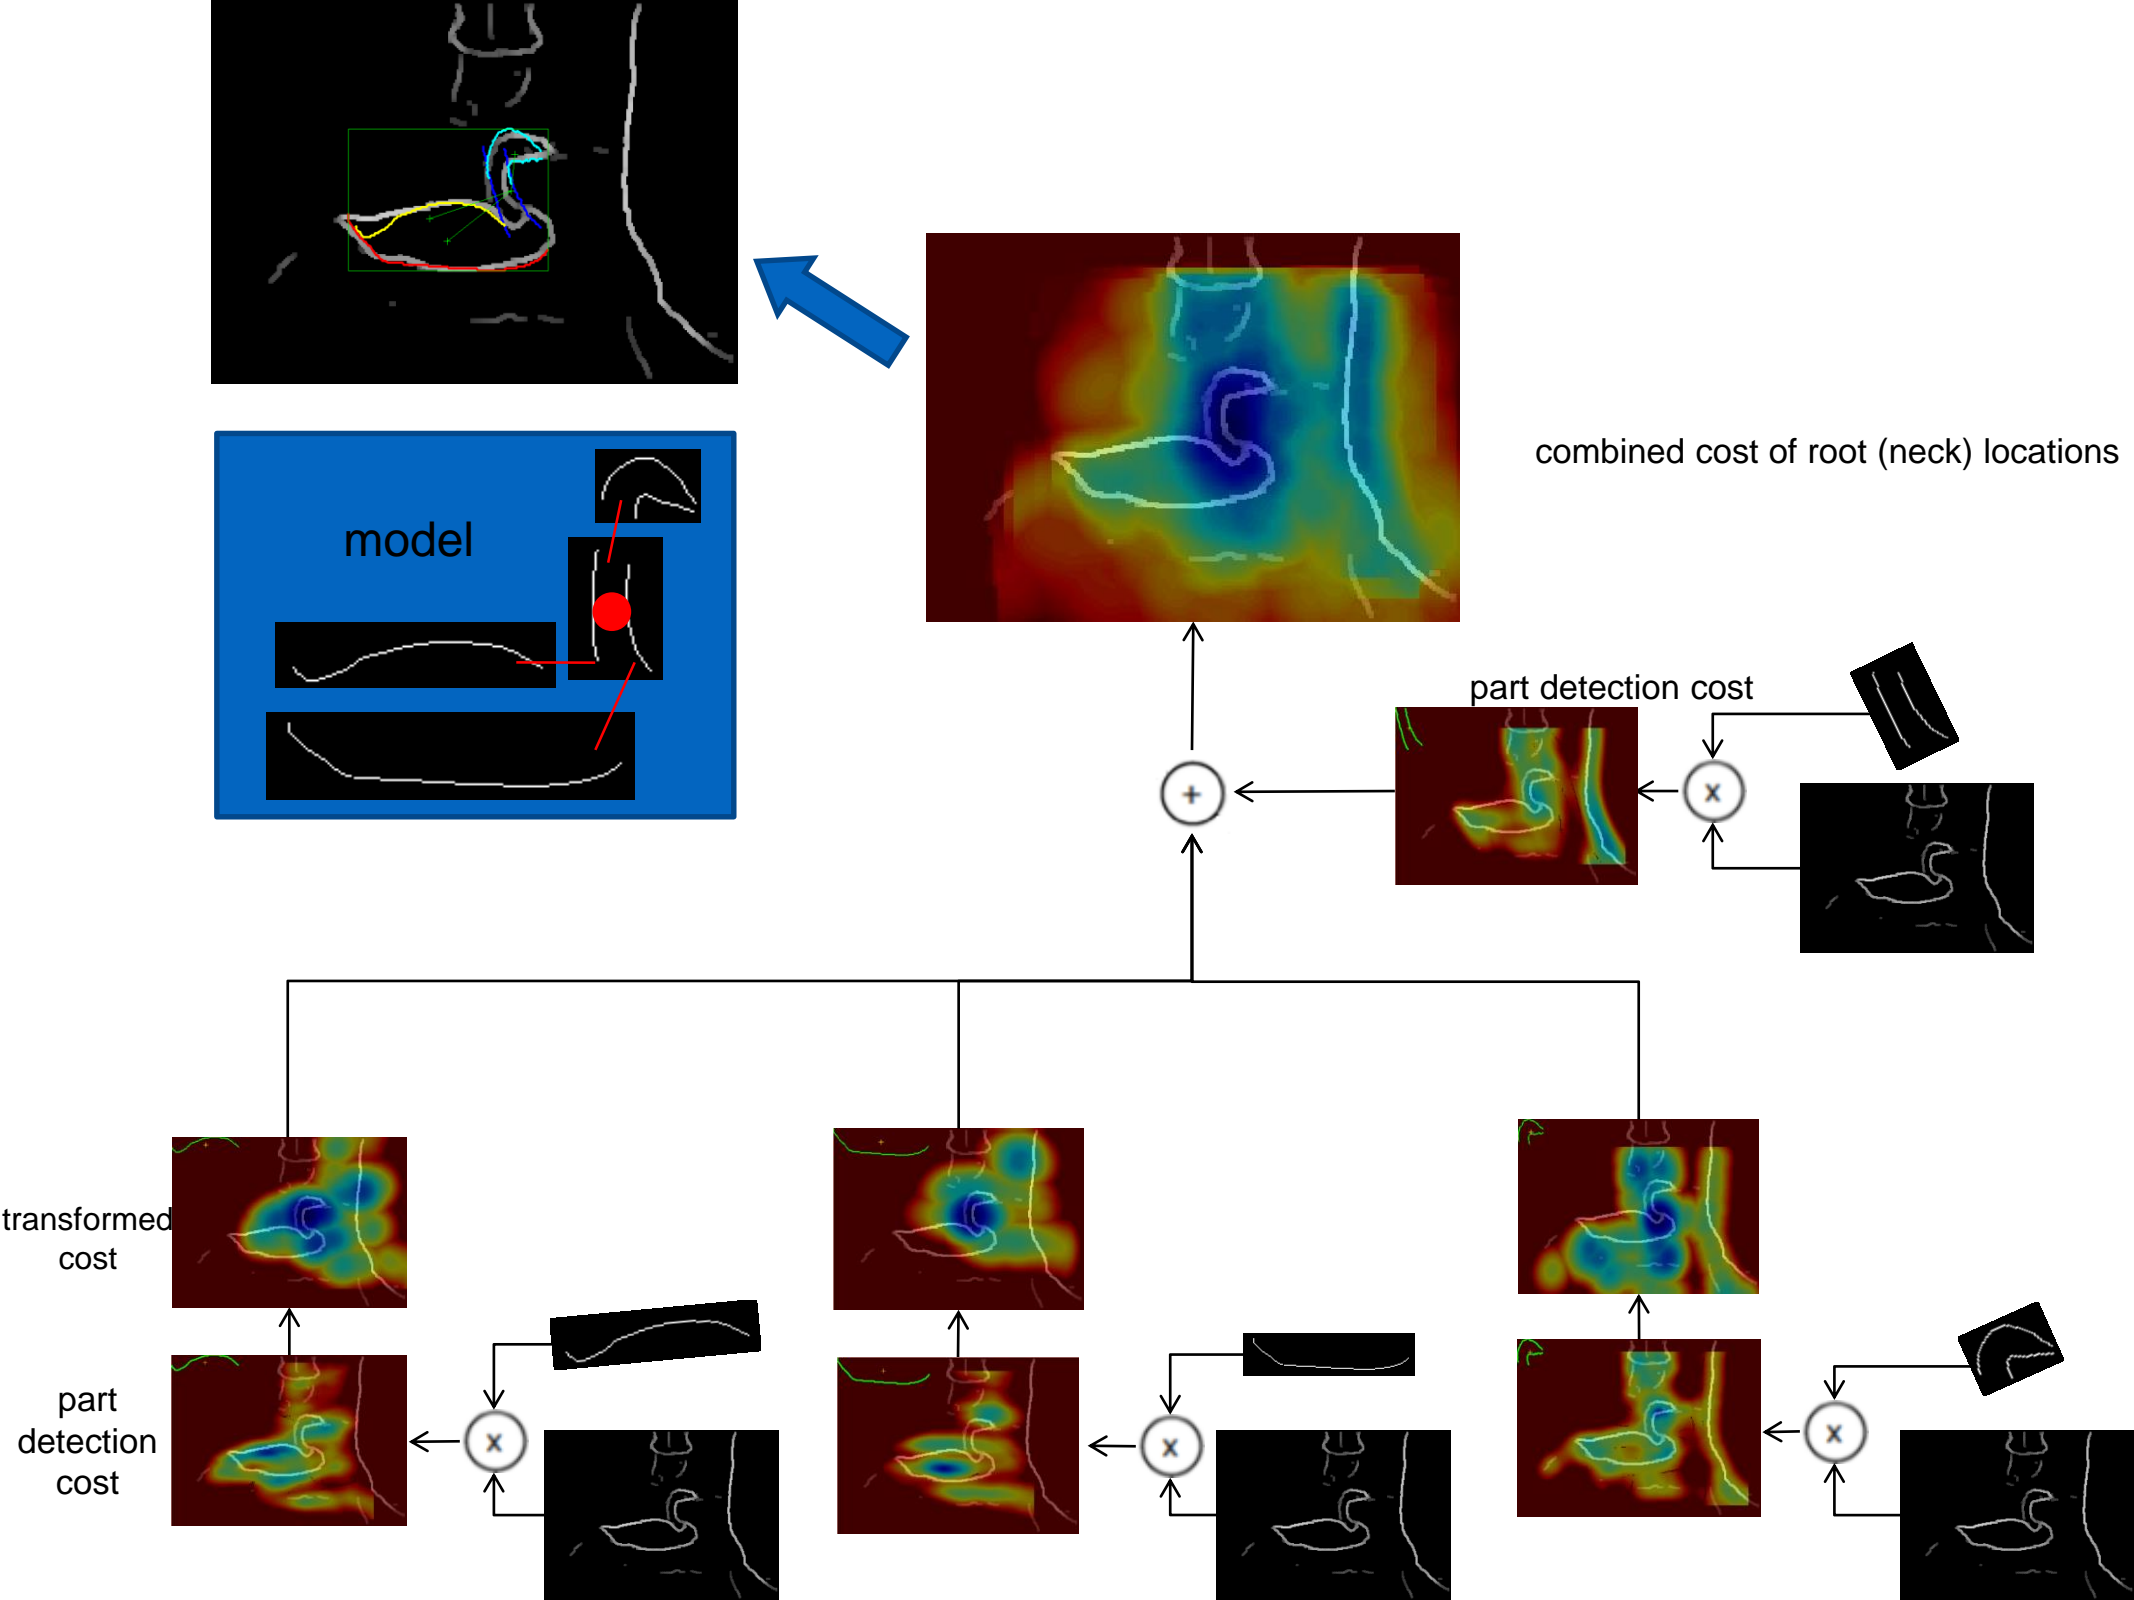 combined cost of root (neck) locations
model
part detection cost
+
x
transformed
cost
part
detection
cost
x
x
x